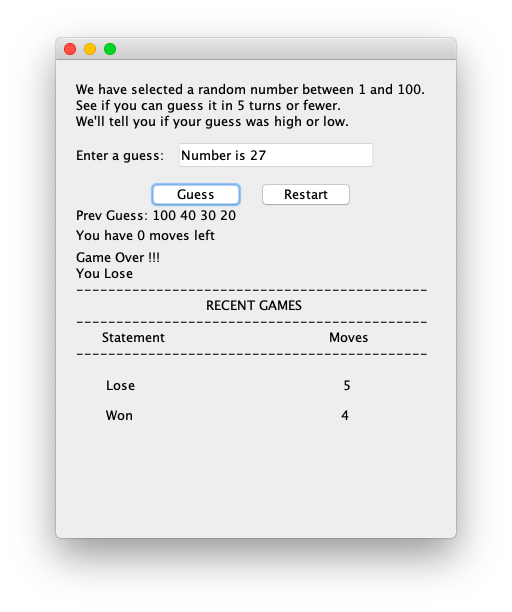 We have selected a random number between 1 and 100.
See if you can guess it in 5 turns or fewer.
We'll tell you if your guess was high or low.
Enter a guess: Number is 27
Guess Restart
Prev Guess: 100 40 30 20
You have 0 moves left
Game Over !!!
You Lose
----------------------------------------
RECENT GAMES
----------------------------------------
Statement Moves
----------------------------------------
Lose 5
Won 4